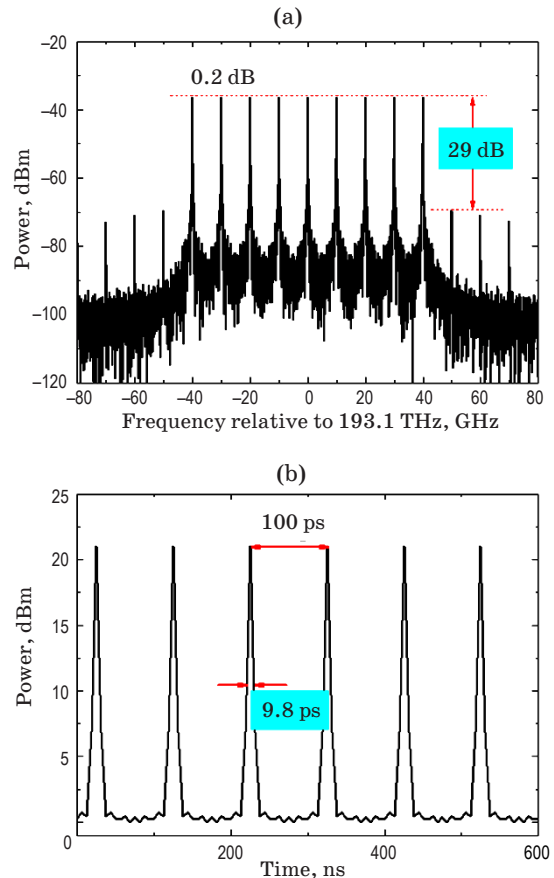 (a)
−20
0.2 dB
−40
29 dB
−60
−80
−100
−120
Power, dBm
−80 −60 −40 −20 0 20 40 60 80
Frequency relative to 193.1 THz, GHz
(b)
25
100 ps
20
15
10
9.8 ps
5
0
Power, dBm
0 200 400 600
Time, ns